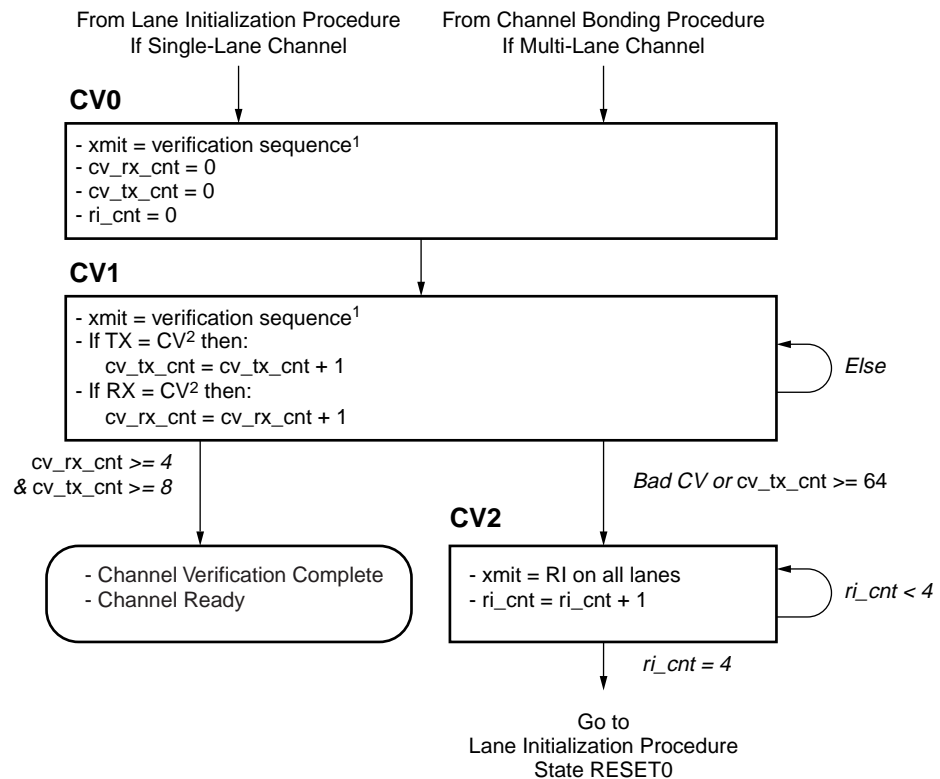 From Lane Initialization Procedure
If Single-Lane Channel
From Channel Bonding Procedure
If Multi-Lane Channel
CV0
- xmit = verification sequence1
- cv_rx_cnt = 0
- cv_tx_cnt = 0
- ri_cnt = 0
CV1
- xmit = verification sequence1
- If TX = CV2 then:
cv_tx_cnt = cv_tx_cnt + 1
- If RX = CV2 then:
cv_rx_cnt = cv_rx_cnt + 1
Else
cv_rx_cnt >= 4
& cv_tx_cnt >= 8
Bad CV or cv_tx_cnt >= 64
CV2
- Channel Verification Complete
- Channel Ready
- xmit = RI on all lanes
- ri_cnt = ri_cnt + 1
ri_cnt < 4
ri_cnt = 4
Go to
Lane Initialization Procedure
State RESET0